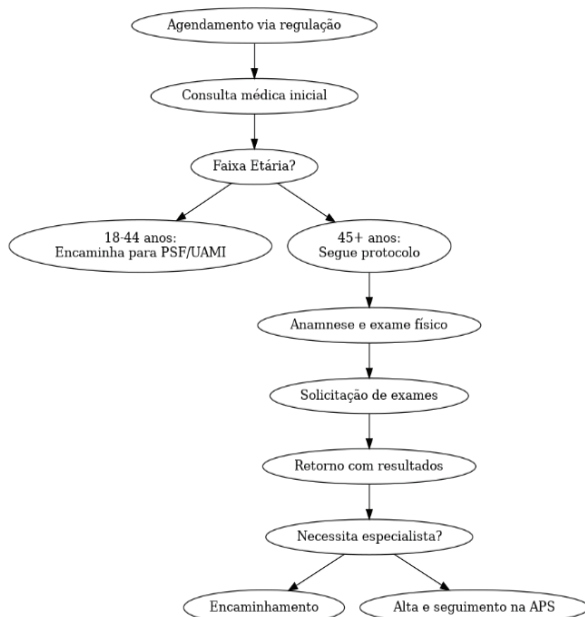 Agendamento via regulação
Consulta médica inicial
Faixa Etária?
18-44 anos:
Encaminha para PSF/UAMI
45+ anos:
Segue protocolo
Anamnese e exame físico
Solicitação de exames
Retorno com resultados
Necessita especialista?
Encaminhamento
Alta e seguimento na APS